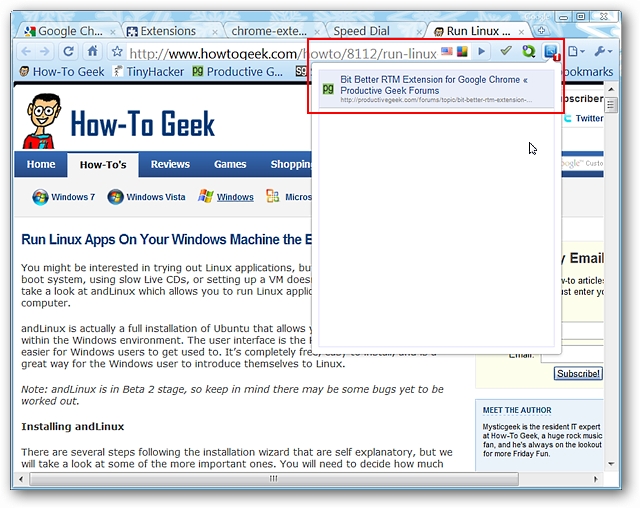 Google Ch...
Extensions
chrome-exte...
Speed Dial
Run Linux
http://www.howtogeek.com/howto/8112/run-linux
How-To Geek
TinyHacker
Productive G...
pg
ookmarks
Bit Better RTM Extension for Google Chrome «
Productive Geek Forums
http://productivegeek.com/forums/topic/bit-better-rtm-extension-...
pg
1
How-To Geek
Twitter
Home
How-To's
Reviews
Games
Shoppin
Windows 7
Windows Vista
Windows
Micros
Run Linux Apps On Your Windows Machine the E
You might be interested in trying out Linux applications, bu
boot system, using slow Live CDs, or setting up a VM does
take a look at andLinux which allows you to run Linux applic
computer.
andLinux is actually a full installation of Ubuntu that allows y
within the Windows environment. The user interface is the
easier for Windows users to get used to. It's completely free, easy to install, and is a
great way for the Windows user to introduce themselves to Linux.
Note: andLinux is in Beta 2 stage, so keep in mind there may be some bugs yet to be
worked out.
Installing andLinux
There are several steps following the installation wizard that are self explanatory, but we
will take a look at some of the more important ones. You will need to decide how much
y Email
ow-to articles
ust enter you
Email:
Subscribe!
MEET THE AUTHOR
Mysticgeek is the resident IT expert
at How-To Geek, a huge rock music
fan, and he's always on the lookout
for more Friday Fun.